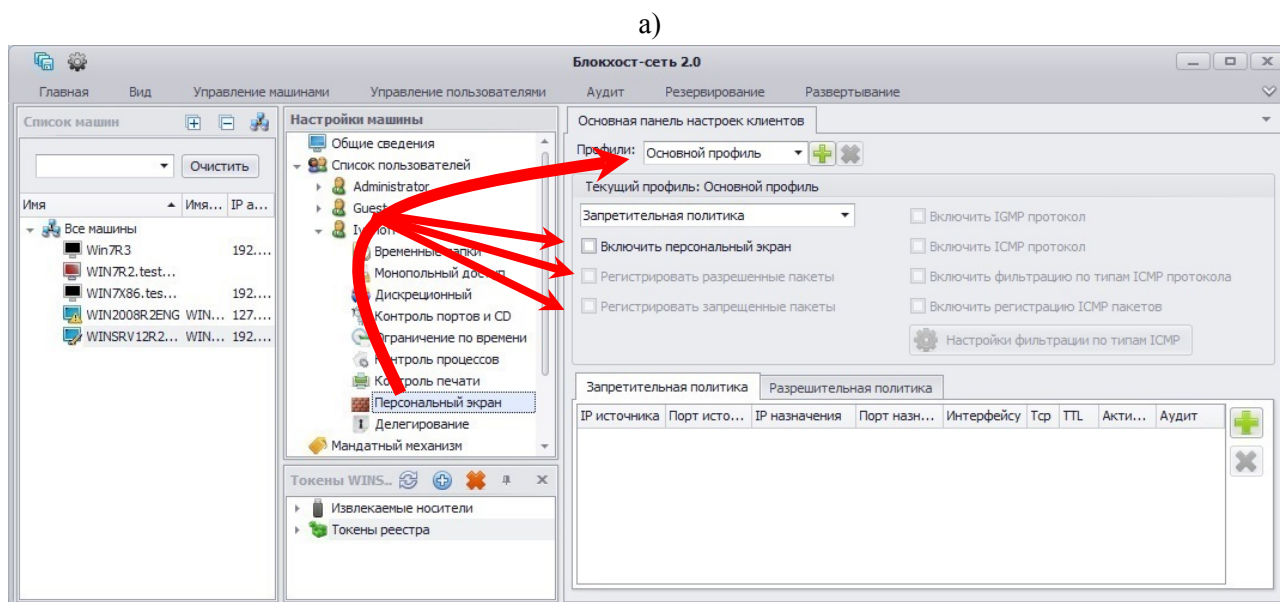 а)
Блокхост-сеть 2.0
Главная Вид Управление машинами Управление пользователями Аудит Резервирование Развертывание
Список машин
Очистить
Имя Имя... IP а...
Все машины
Win7R3 192....
WIN7R2.test...
WIN7X86.tes... 192....
WIN2008R2ENG WIN... 127....
WINSRV12R2... WIN... 192....
Настройки машины
Общие сведения
Список пользователей
Administrator
Guest
Временные папки
Монопольный доступ
Дискреционный
Контроль портов и CD
Ограничение по времени
Контроль процессов
Контроль печати
Персональный экран
Делегирование
Мандатный механизм
Токены WINS...
Извлекаемые носители
Токены реестра
Основная панель настроек клиентов
Профили: Основной профиль
Текущий профиль: Основной профиль
Запретительная политика
Включить персональный экран
Регистрировать разрешенные пакеты
Регистрировать запрещенные пакеты
Включить IGMP протокол
Включить ICMP протокол
Включить фильтрацию по типам ICMP протокола
Включить регистрацию ICMP пакетов
Настройки фильтрации по типам ICMP
Запретительная политика Разрешительная политика
IP источника Порт исто... IP назначения Порт назн... Интерфейсу Tcp TTL Акти... Аудит